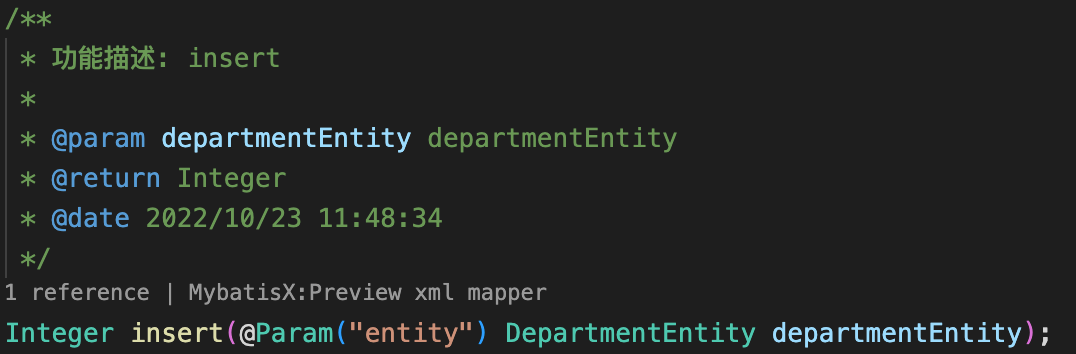 /**
* 功能描述: insert
*
* @param departmentEntity departmentEntity
* @return Integer
* @date 2022/10/23 11:48:34
*/
1 reference | MybatisX:Preview xml mapper
Integer insert(@Param("entity") DepartmentEntity departmentEntity);